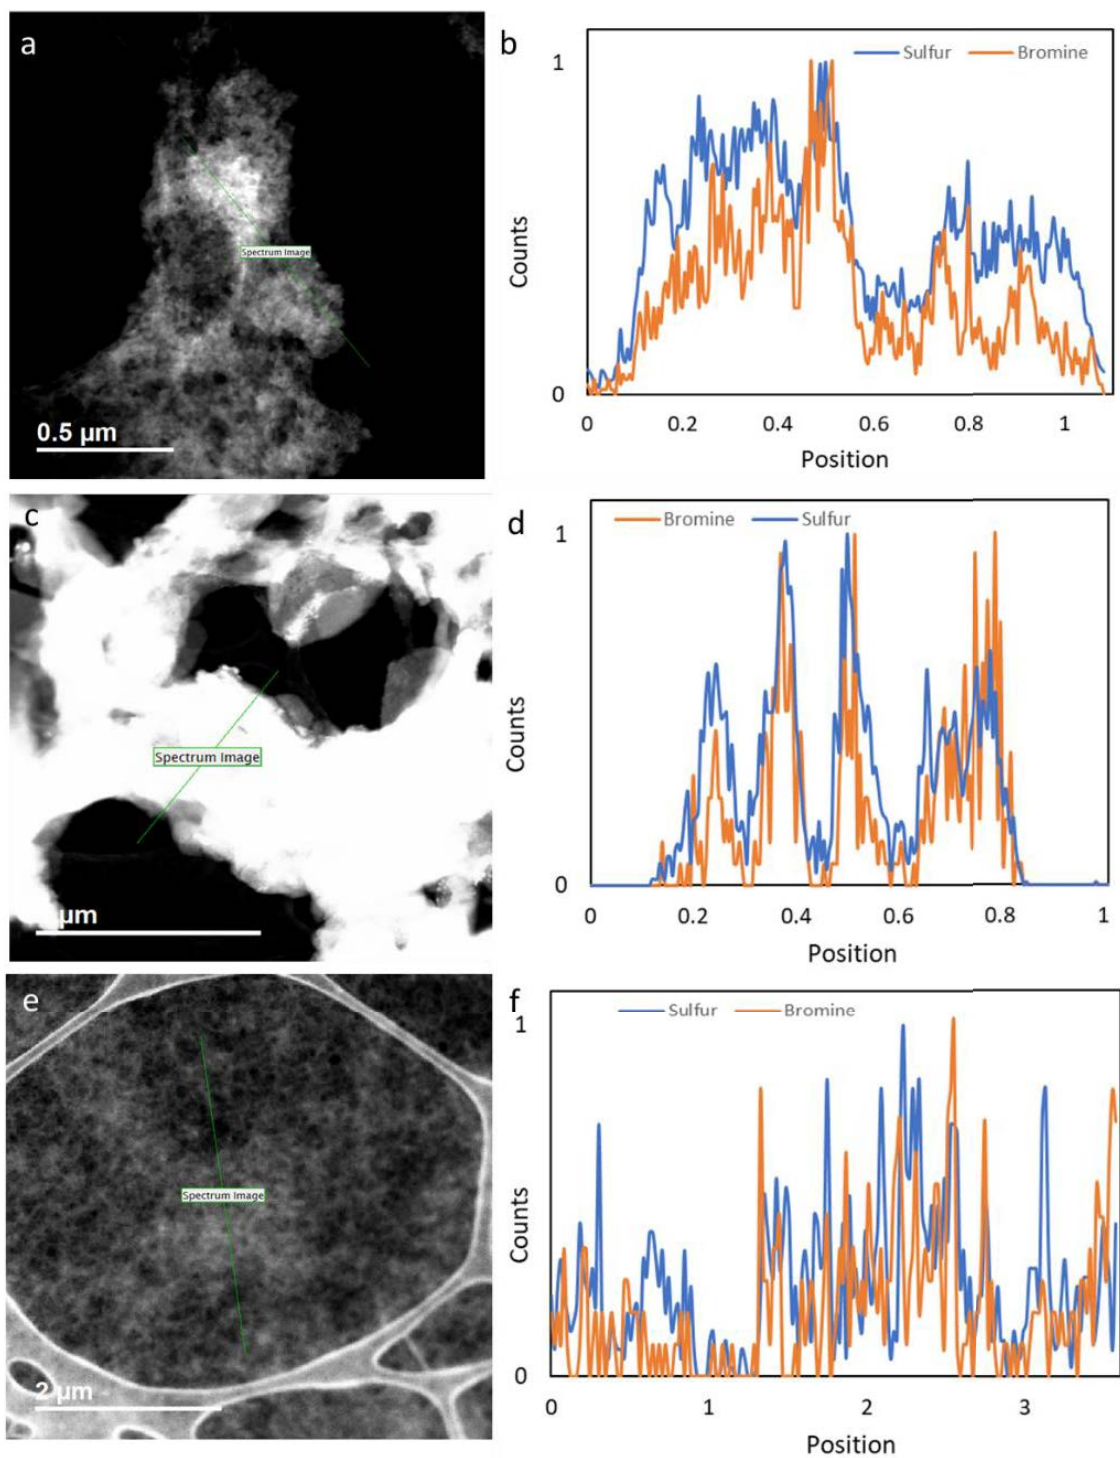 a
Spectrum Image
0.5 µm
b
Sulfur Bromine
1
Counts
0
0 0.2 0.4 0.6 0.8 1
Position
c
Spectrum Image
µm
d
Bromine Sulfur
1
Counts
0
0 0.2 0.4 0.6 0.8 1
Position
e
Spectrum Image
2 µm
f
Sulfur Bromine
1
Counts
0
0 1 2 3
Position